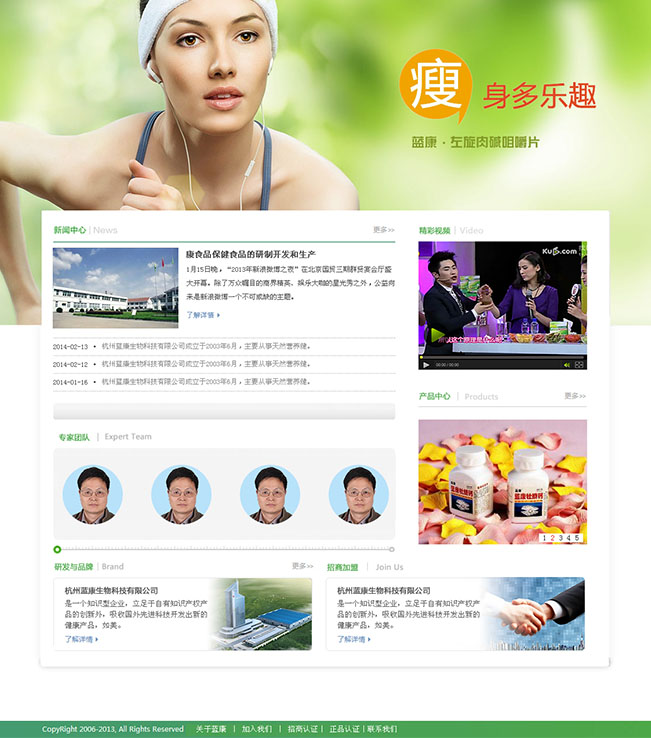 瘦
身多乐趣
蓝康·左旋肉碱咀嚼片
新闻中心 | News
更多>>
康食品保健食品的研制开发和生产
1月15日晚，“2013年新浪微博之夜”在北京国贸三期群贤宴会厅盛
大开幕。除了万众瞩目的商界精英、娱乐大咖的星光秀之外，公益向
来是新浪微博一个不可或缺的主题。
了解详情
2014-02-13 • 杭州蓝康生物科技有限公司成立于2003年6月，主要从事天然营养健。
2014-02-12 • 杭州蓝康生物科技有限公司成立于2003年6月，主要从事天然营养健。
2014-01-16 • 杭州蓝康生物科技有限公司成立于2003年6月，主要从事天然营养健。
精彩视频 | Video
Ku6.com
00:00 / 00:00
产品中心 | Products
更多>>
1 2 3 4 5
专家团队 | Expert Team
研发与品牌 | Brand
更多>>
杭州蓝康生物科技有限公司
是一个知识型企业，立足于自有知识产权产
品的创新外，吸收国外先进科技开发出新的
健康产品，如美。
了解详情
招商加盟 | Join Us
杭州蓝康生物科技有限公司
是一个知识型企业，立足于自有知识产权产
品的创新外，吸收国外先进科技开发出新的
健康产品，如美。
了解详情
CopyRight 2006-2013, All Rights Reserved 关于蓝康 | 加入我们 | 招商认证 | 正品认证 | 联系我们